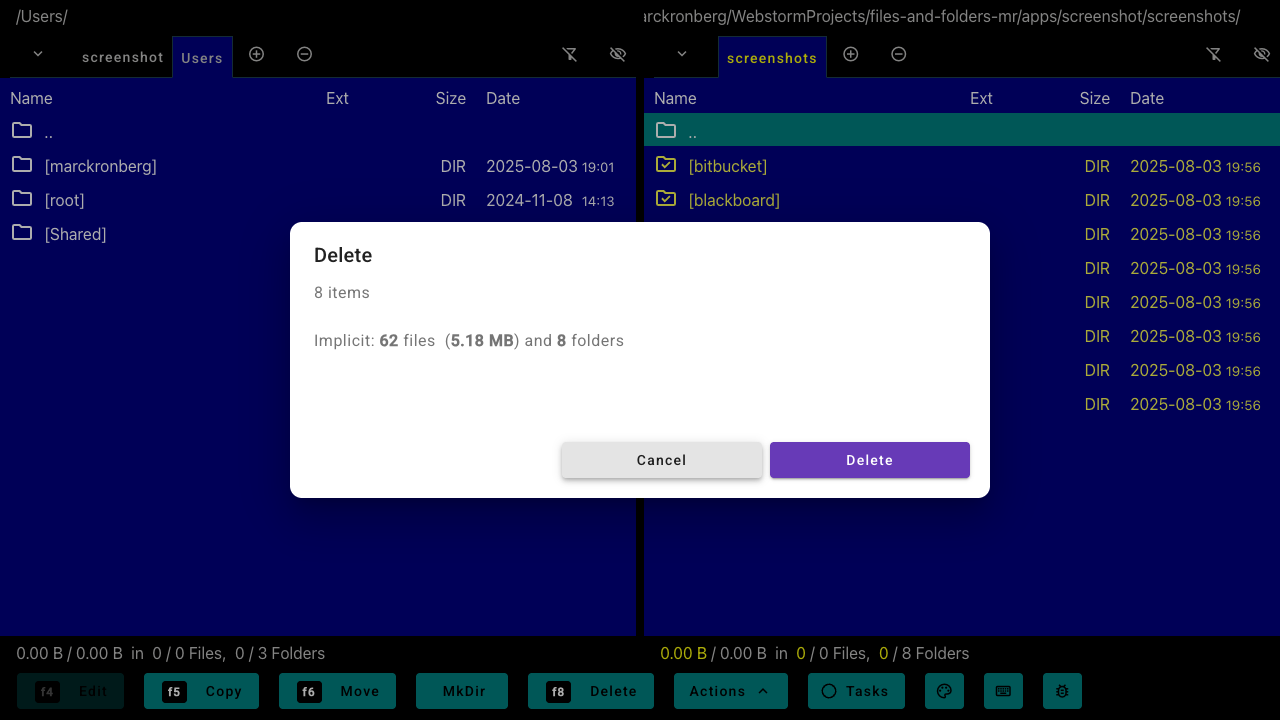 /Users/
arckronberg/WebstormProjects/files-and-folders-mr/apps/screenshot/screenshots/
screenshot Users
screenshots
Name Ext Size Date
Name Ext Size Date
..
..
[marckronberg] DIR 2025-08-03 19:01
[bitbucket] DIR 2025-08-03 19:56
[root] DIR 2024-11-08 14:13
[blackboard] DIR 2025-08-03 19:56
[Shared]
DIR 2025-08-03 19:56
DIR 2025-08-03 19:56
DIR 2025-08-03 19:56
DIR 2025-08-03 19:56
DIR 2025-08-03 19:56
DIR 2025-08-03 19:56
Delete
8 items
Implicit: 62 files (5.18 MB) and 8 folders
Cancel Delete
0.00 B / 0.00 B in 0 / 0 Files, 0 / 3 Folders
0.00 B / 0.00 B in 0 / 0 Files, 0 / 8 Folders
f4 Edit f5 Copy f6 Move MkDir f8 Delete Actions Tasks